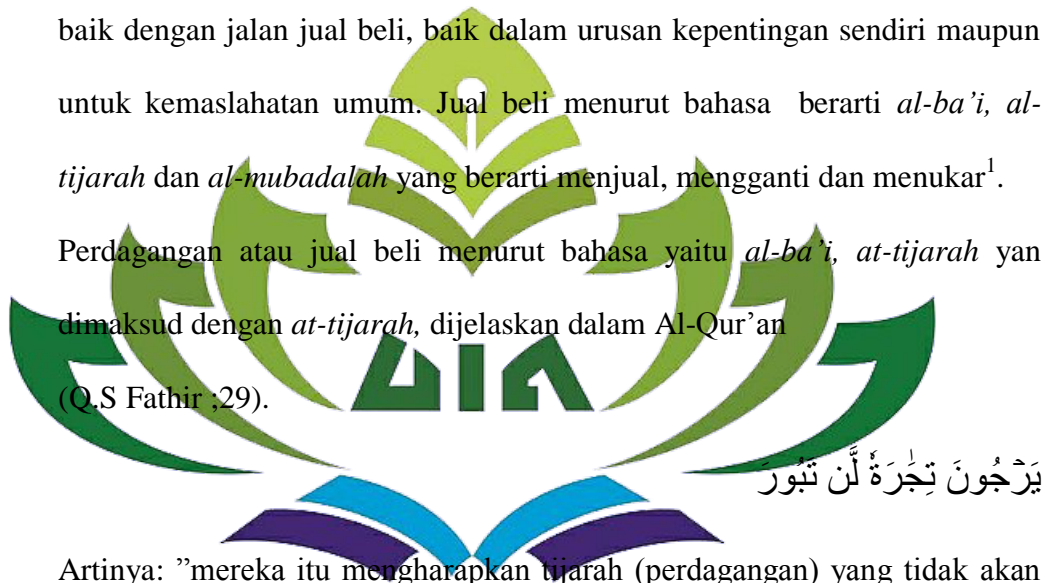 baik dengan jalan jual beli, baik dalam urusan kepentingan sendiri maupun
untuk kemaslahatan umum. Jual beli menurut bahasa berarti al-ba’i, al-
tijarah dan al-mubadalah yang berarti menjual, mengganti dan menukar¹.
Perdagangan atau jual beli menurut bahasa yaitu al-ba’i, at-tijarah yan
dimaksud dengan at-tijarah, dijelaskan dalam Al-Qur’an
UIN
(Q.S Fathir ;29).
يَرۡجُونَ تِجَٰرَةٗ لَّن تَبُورَ
Artinya: ”mereka itu mengharapkan tijarah (perdagangan) yang tidak akan